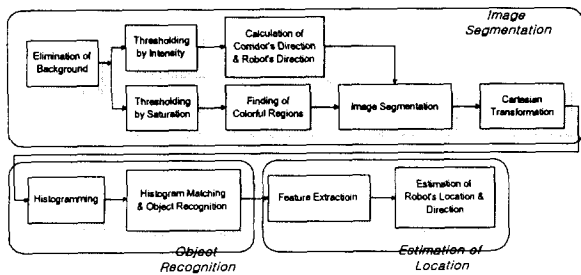 Image
Segmentation
Elimination of
Background
Thresholding
by Intensity
Calculation of
Corridor's Direction
& Robot's Direction
Thresholding
by Saturation
Finding of
Colorful Regions
Image Segmentation
Cartesian
Transformation
Histogramming
Histogram Matching
& Object Recognition
Feature Extractioin
Estimation of
Robot's Location &
Direction
Object
Recognition
Estimation of
Location